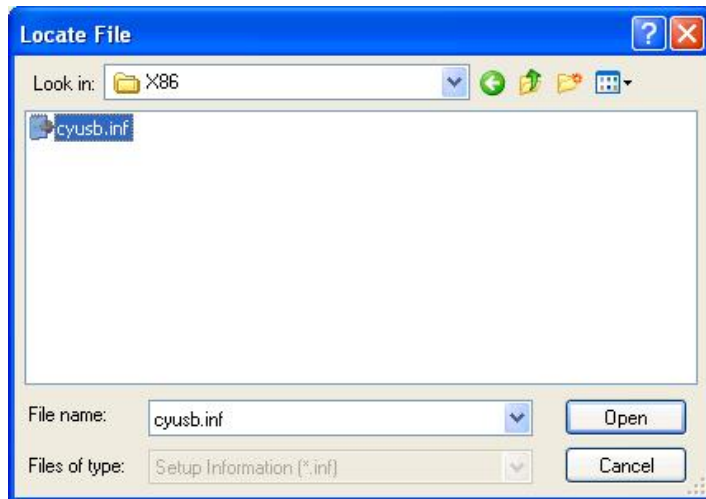 Locate File
Look in: X86
cyusb.inf
File name: cyusb.inf Open
Files of type: Setup Information (*.inf) Cancel